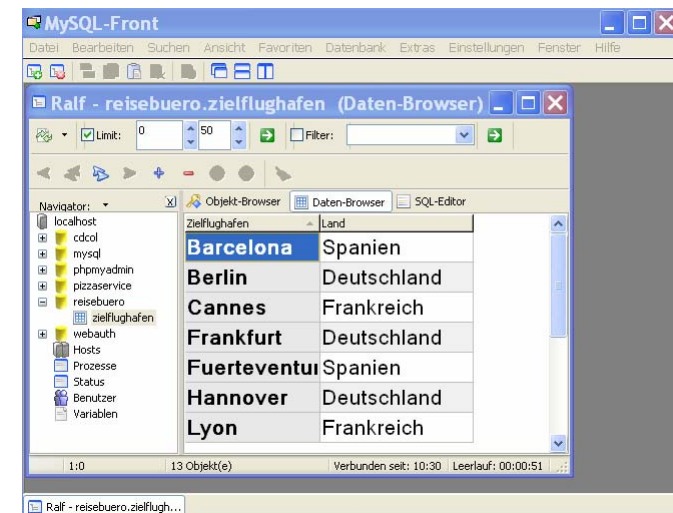 MySQL-Front
Datei Bearbeiten Suchen Ansicht Favoriten Datenbank Extras Einstellungen Fenster Hilfe
Ralf - reisebuero.zielflughafen (Daten-Browser)
Limit: 0 50 Filter:
Navigator: Objekt-Browser Daten-Browser SQL-Editor
localhost
cdcol
mysql
phpmyadmin
pizzaservice
reisebuero
zielflughafen
webauth
Hosts
Prozesse
Status
Benutzer
Variablen
Zielflughafen Land
Barcelona Spanien
Berlin Deutschland
Cannes Frankreich
Frankfurt Deutschland
Fuerteventu Spanien
Hannover Deutschland
Lyon Frankreich
1:0 13 Objekt(e) Verbunden seit: 10:30 Leerlauf: 00:00:51
Ralf - reisebuero.zielflugh...